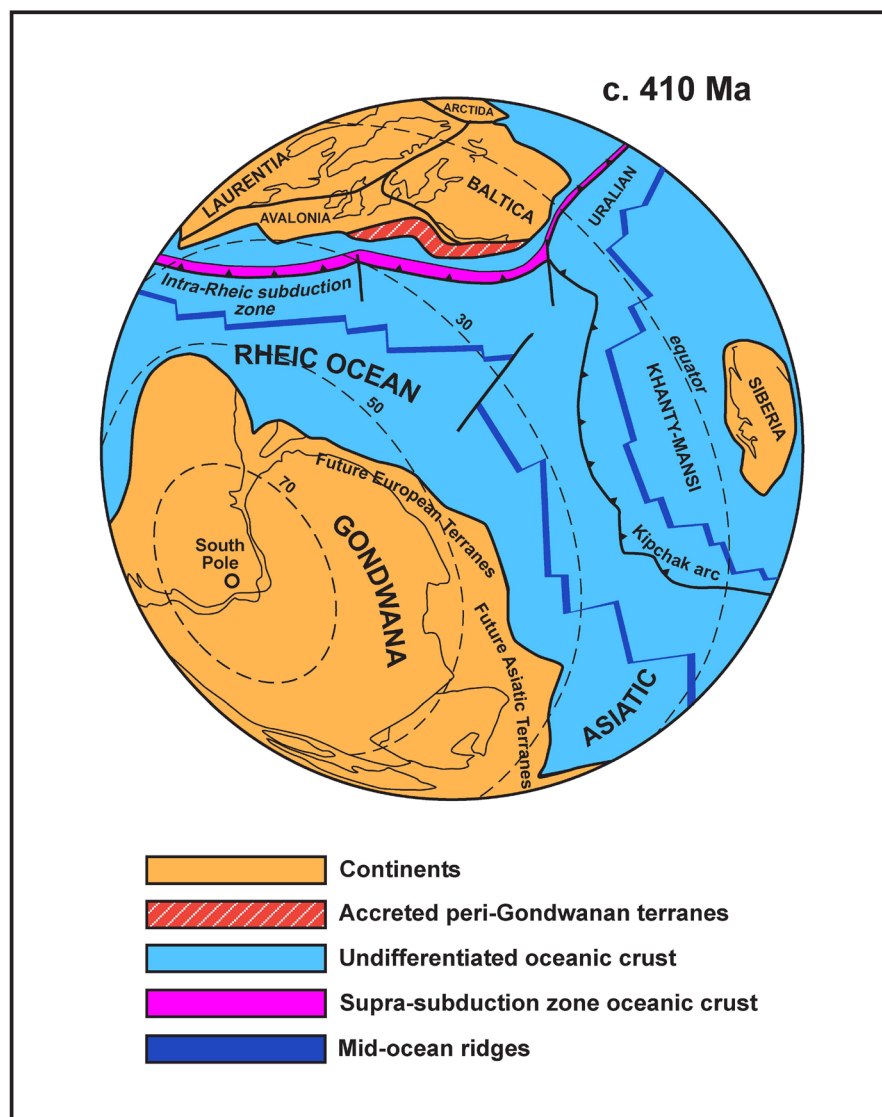 c. 410 Ma
ARCTIDA
LAURENTIA
BALTICA
AVALONIA
URALIAN
Intra-Rheic subduction
zone
30
RHEIC OCEAN
equator
50
KHANTY-MANSI
SIBERIA
Future European Terranes
70
GONDWANA
South
Pole
Kipchak arc
Future Asiatic Terranes
ASIATIC
Continents
Accreted peri-Gondwanan terranes
Undifferentiated oceanic crust
Supra-subduction zone oceanic crust
Mid-ocean ridges